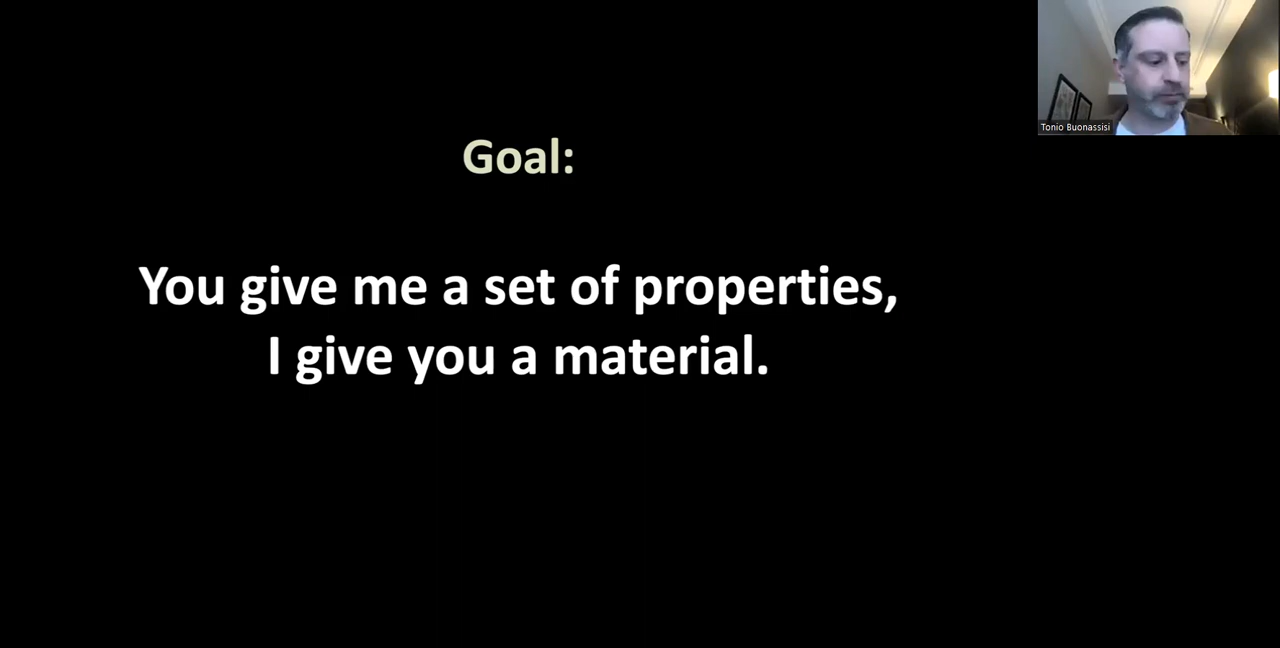 Goal:
You give me a set of properties,
I give you a material.
Tonio Buonassisi